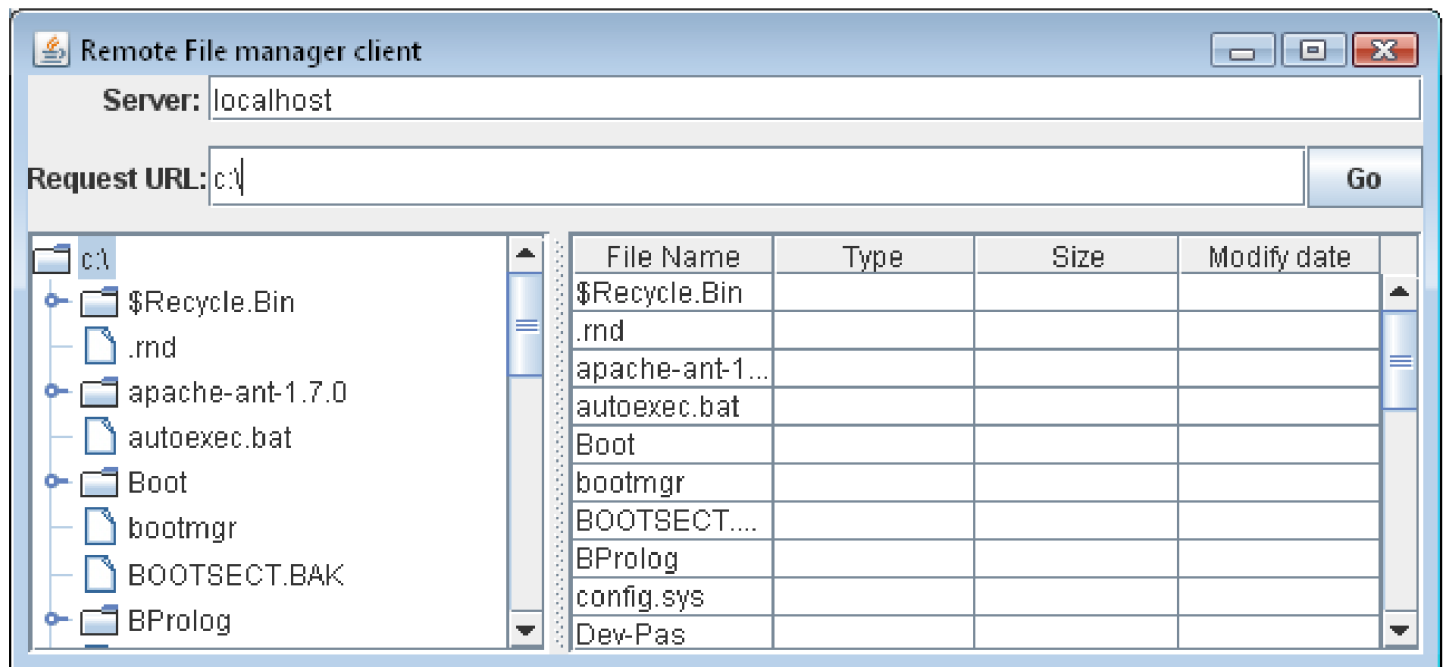 Remote File manager client
Server: localhost
Request URL: c:\ Go
c:\
$Recycle.Bin
.rnd
apache-ant-1.7.0
autoexec.bat
Boot
bootmgr
BOOTSECT.BAK
BProlog
File Name Type Size Modify date
$Recycle.Bin
.rnd
apache-ant-1...
autoexec.bat
Boot
bootmgr
BOOTSECT....
BProlog
config.sys
Dev-Pas